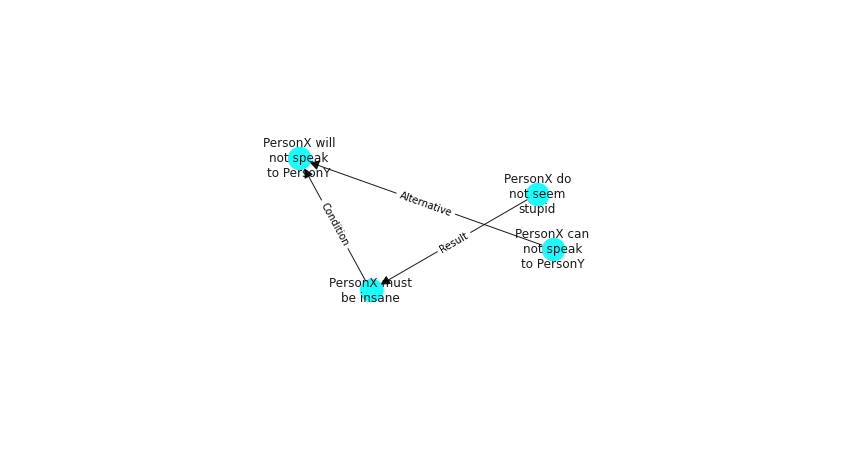 PersonX will
not speak
to PersonY
PersonX do
not seem
stupid
Alternative
Condition
Result
PersonX can
not speak
to PersonY
PersonX must
be insane